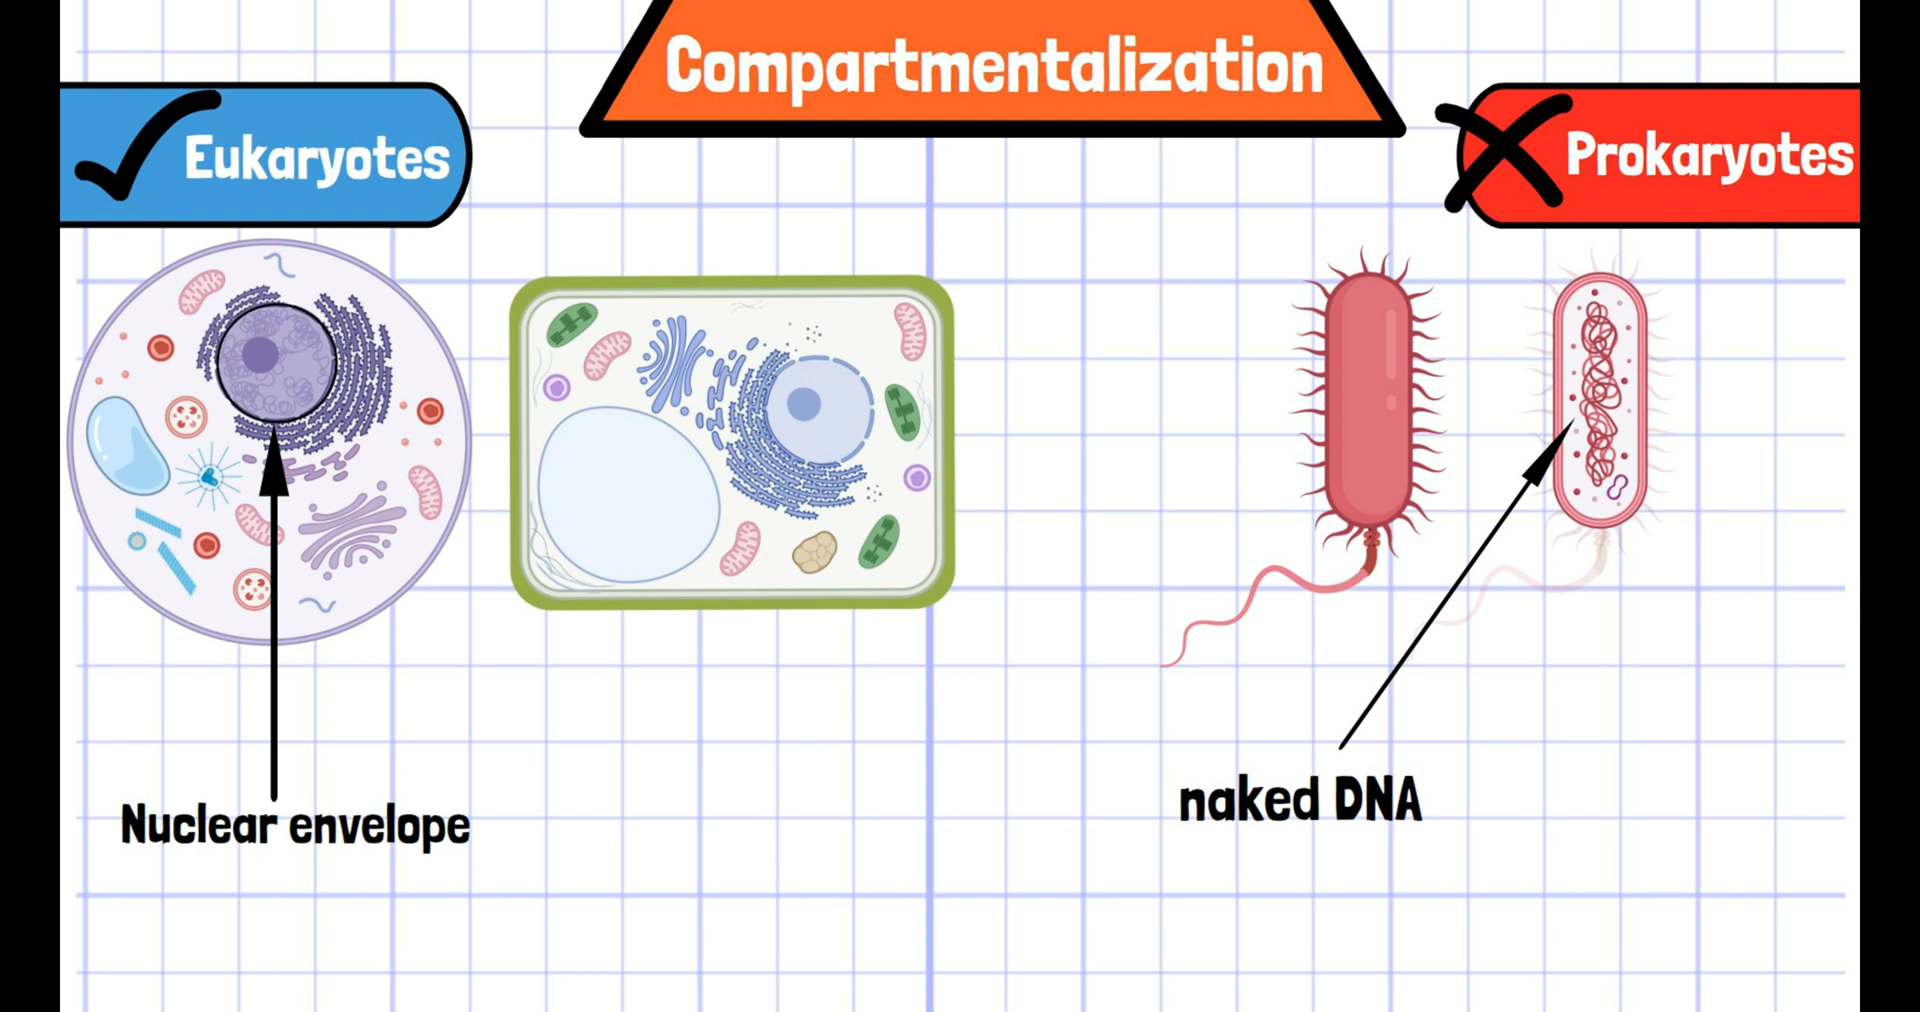 Compartmentalization
Eukaryotes
Prokaryotes
Nuclear envelope
naked DNA